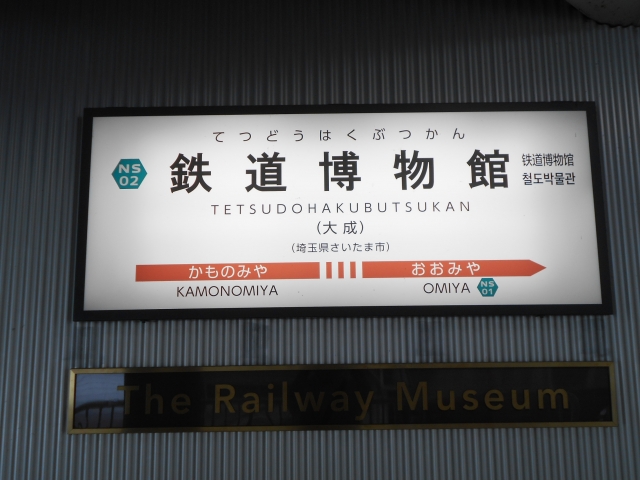 てつどうはくぶつかん
NS
02
鉄道博物館
铁道博物馆
철도박물관
TETSUDOHAKUBUTSUKAN
(大成)
(埼玉県さいたま市)
かものみや おおみや
KAMONOMIYA OMIYA NS
01
The Railway Museum